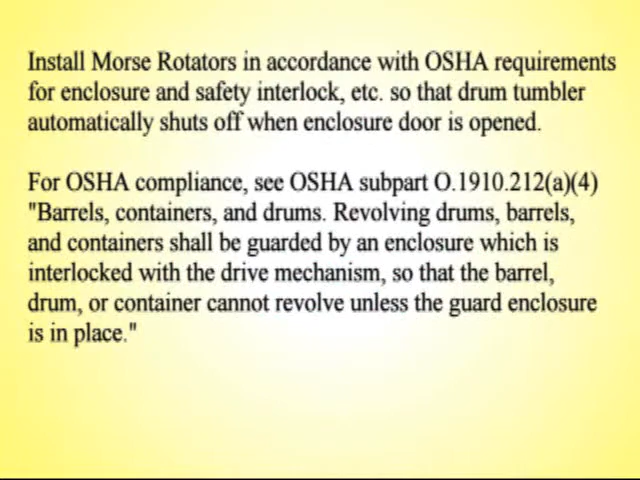 Install Morse Rotators in accordance with OSHA requirements
for enclosure and safety interlock, etc. so that drum tumbler
automatically shuts off when enclosure door is opened.
For OSHA compliance, see OSHA subpart O.1910.212(a)(4)
"Barrels, containers, and drums. Revolving drums, barrels,
and containers shall be guarded by an enclosure which is
interlocked with the drive mechanism, so that the barrel,
drum, or container cannot revolve unless the guard enclosure
is in place."